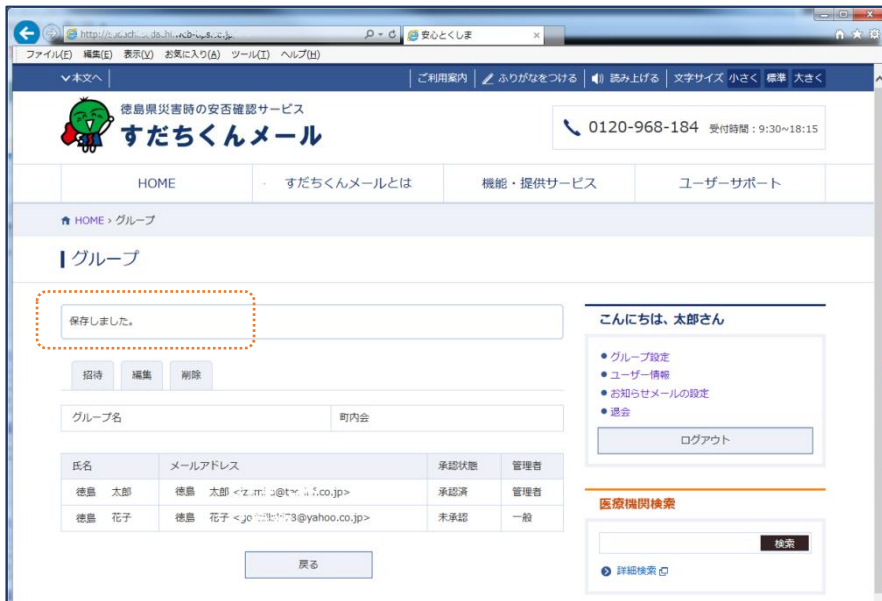 安心とくしま
ファイル(F) 編集(E) 表示(V) お気に入り(A) ツール(T) ヘルプ(H)
本文へ
ご利用案内 ふりがなをつける 読み上げる 文字サイズ 小さく 標準 大きく
徳島県災害時の安否確認サービス
すだちくんメール
0120-968-184 受付時間：9:30~18:15
HOME すだちくんメールとは 機能・提供サービス ユーザーサポート
HOME › グループ
グループ
保存しました。
招待 編集 削除
グループ名 町内会
氏名 メールアドレス 承認状態 管理者
徳島 太郎 徳島 太郎 .co.jp> 承認済 管理者
徳島 花子 徳島 花子 @yahoo.co.jp> 未承認 一般
戻る
こんにちは、太郎さん
グループ設定
ユーザー情報
お知らせメールの設定
退会
ログアウト
医療機関検索
検索
詳細検索